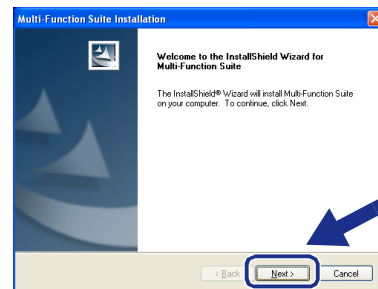 Multi-Function Suite Installation
Welcome to the InstallShield Wizard for
Multi-Function Suite
The InstallShield® Wizard will install Multi-Function Suite
on your computer. To continue, click Next.
< Back
Next >
Cancel